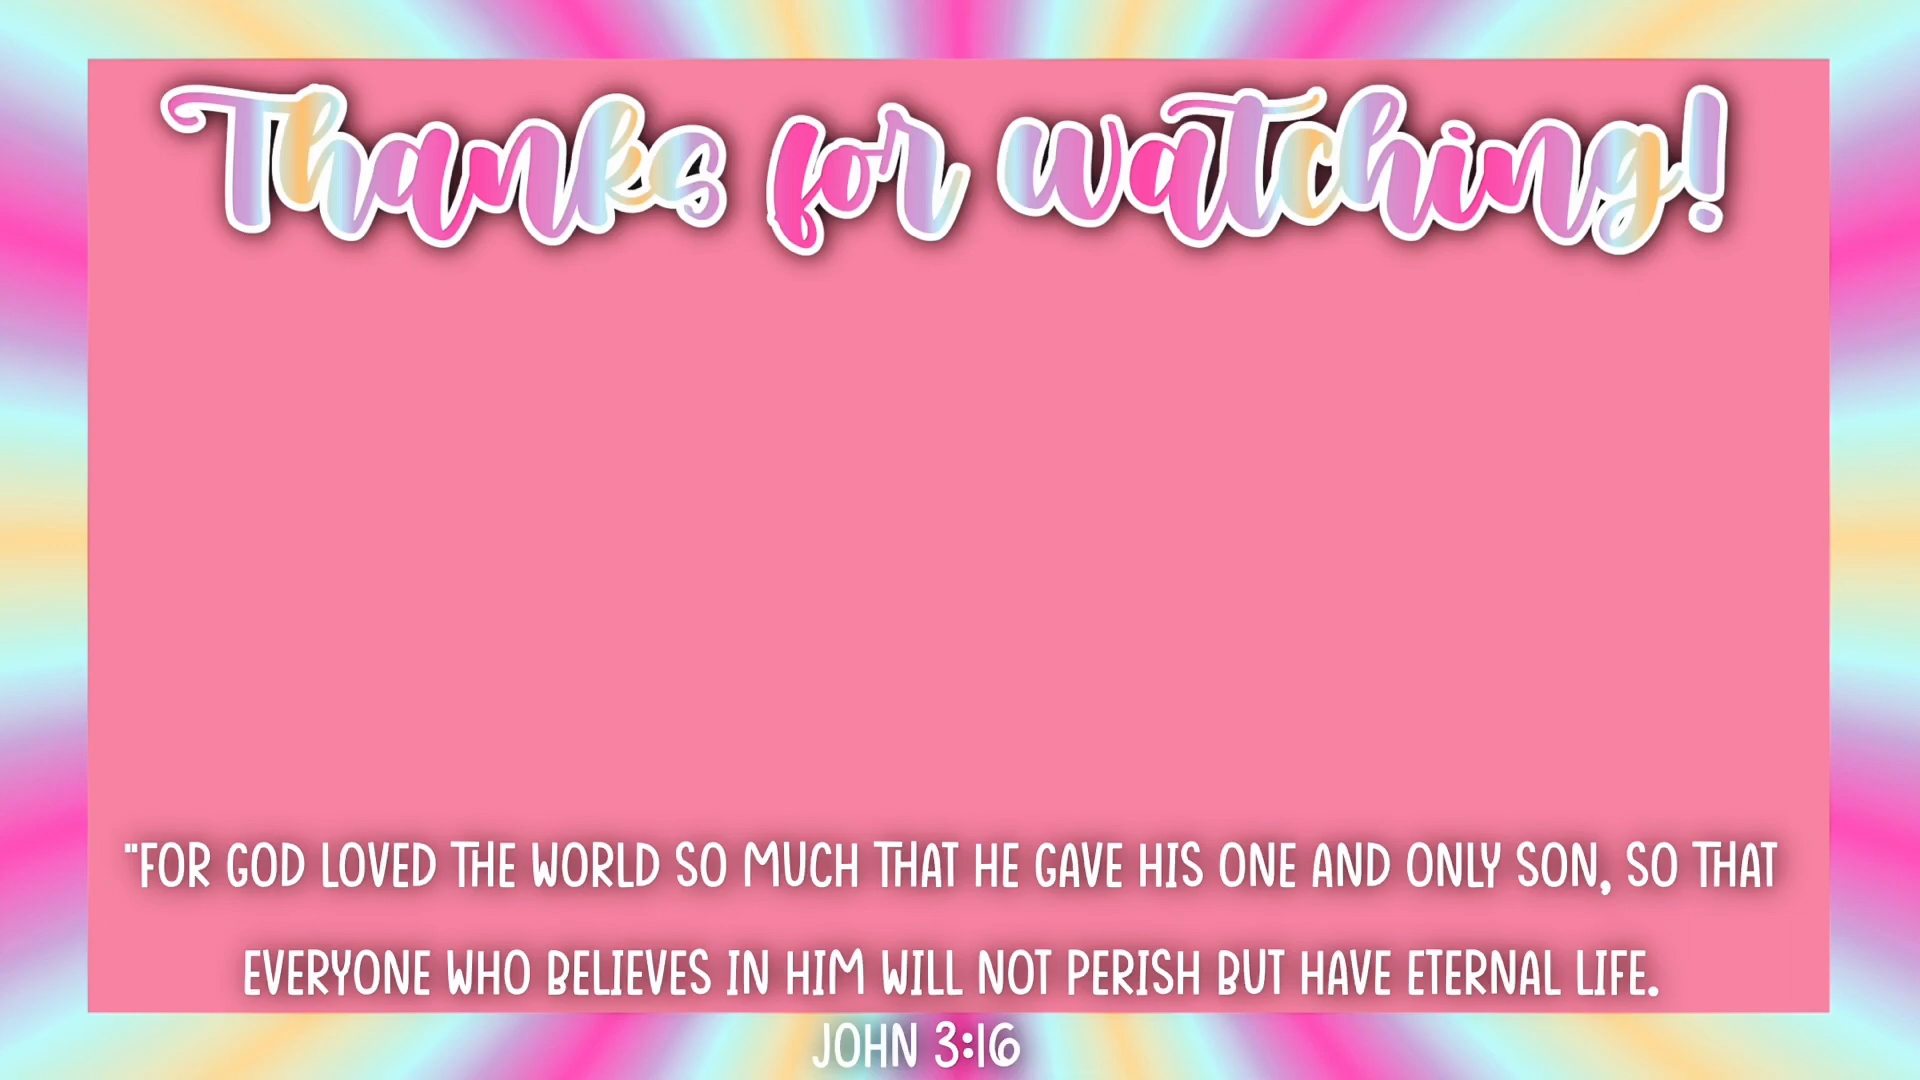 Thanks for watching!
"FOR GOD LOVED THE WORLD SO MUCH THAT HE GAVE HIS ONE AND ONLY SON, SO THAT
EVERYONE WHO BELIEVES IN HIM WILL NOT PERISH BUT HAVE ETERNAL LIFE.
JOHN 3:16